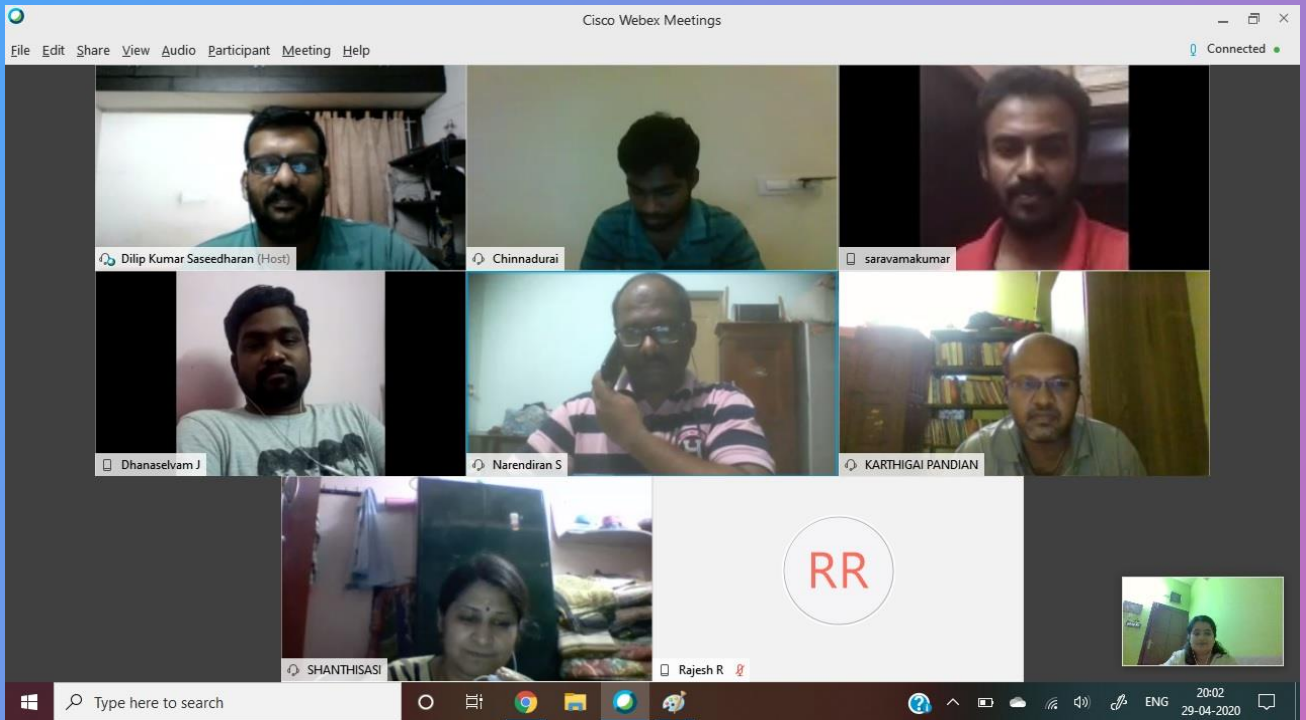 Cisco Webex Meetings
File Edit Share View Audio Participant Meeting Help
Connected
Dilip Kumar Saseedharan (Host)
Chinnadurai
saravamakumar
Dhanaselvam J
Narendiran S
KARTHIGAI PANDIAN
SHANTHISASI
RR
Rajesh R
Type here to search
ENG
20:02
29-04-2020